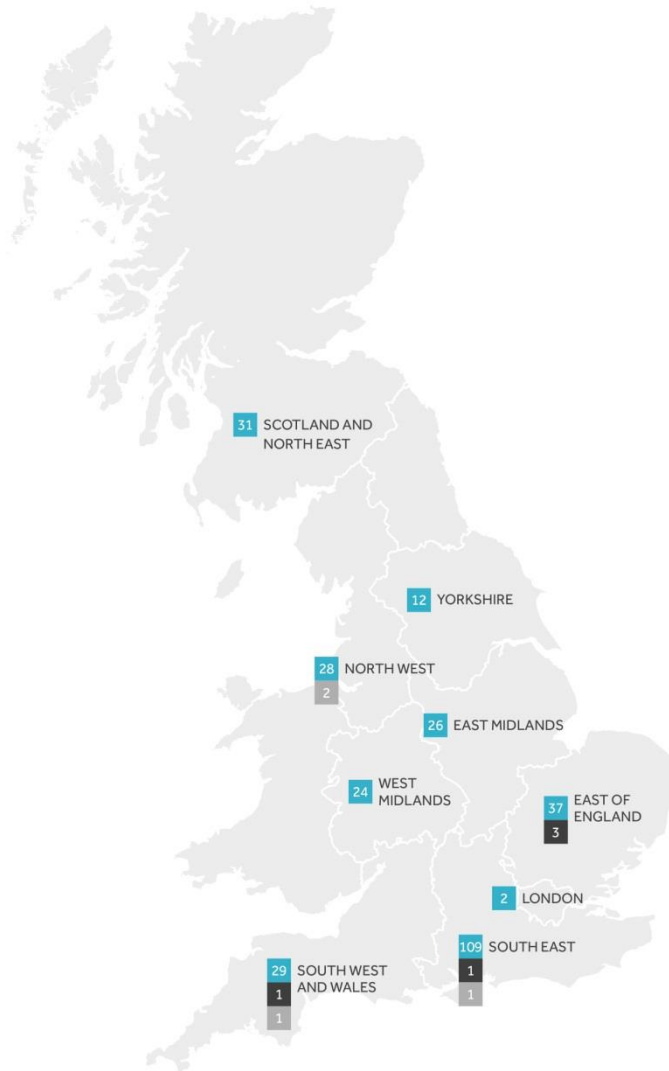 31 SCOTLAND AND
NORTH EAST
12 YORKSHIRE
28 NORTH WEST
2
26 EAST MIDLANDS
24 WEST
MIDLANDS
37 EAST OF
ENGLAND
3
2 LONDON
109 SOUTH EAST
1
1
29 SOUTH WEST
1 AND WALES
1